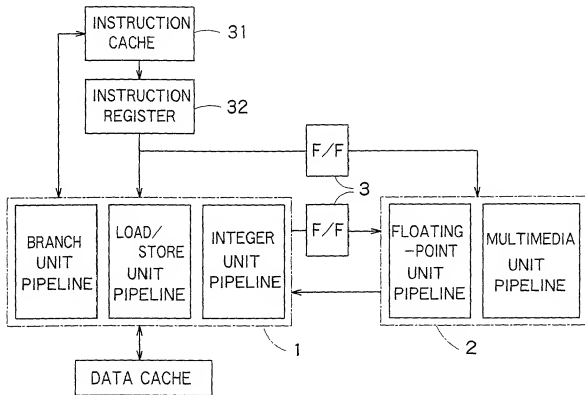 INSTRUCTION
CACHE
31
INSTRUCTION
REGISTER
32
F/F
3
F/F
BRANCH
UNIT
PIPELINE
LOAD/
STORE
UNIT
PIPELINE
INTEGER
UNIT
PIPELINE
FLOATING
-POINT
UNIT
PIPELINE
MULTIMEDIA
UNIT
PIPELINE
1
2
DATA CACHE